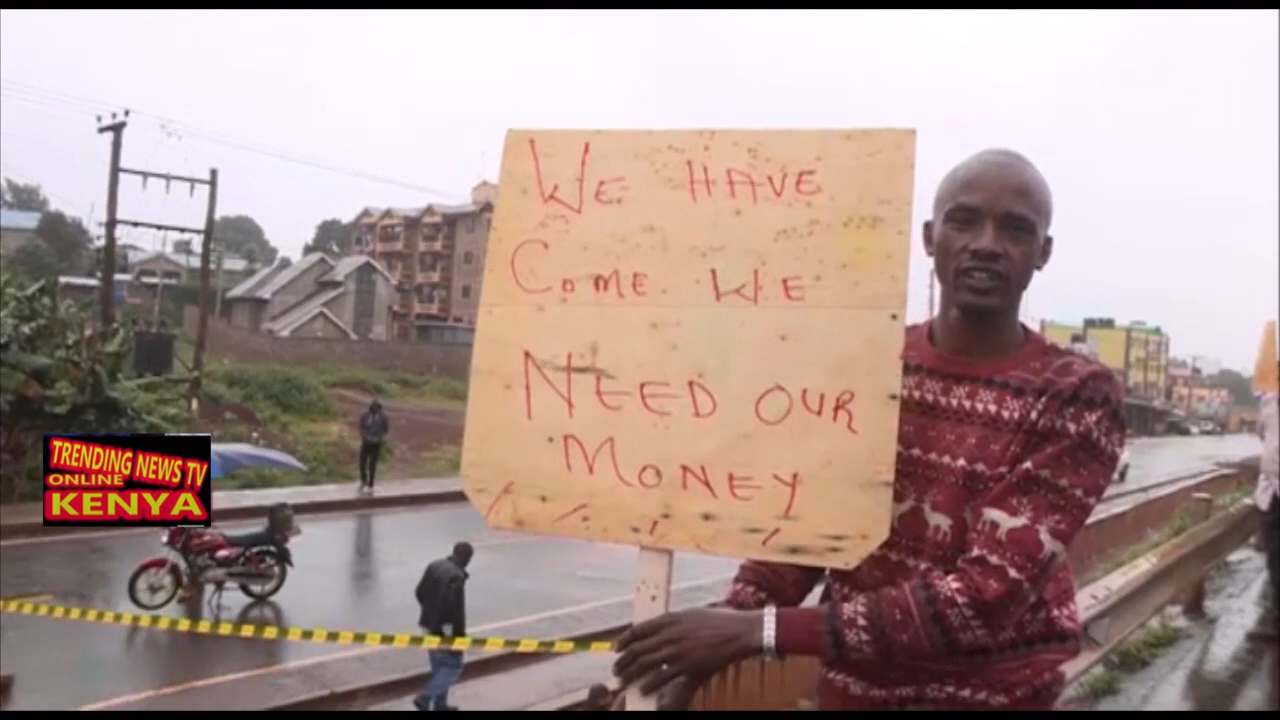 WE HAVE
COME. WE
NEED OUR
MONEY
TRENDING NEWS TV
ONLINE
KENYA